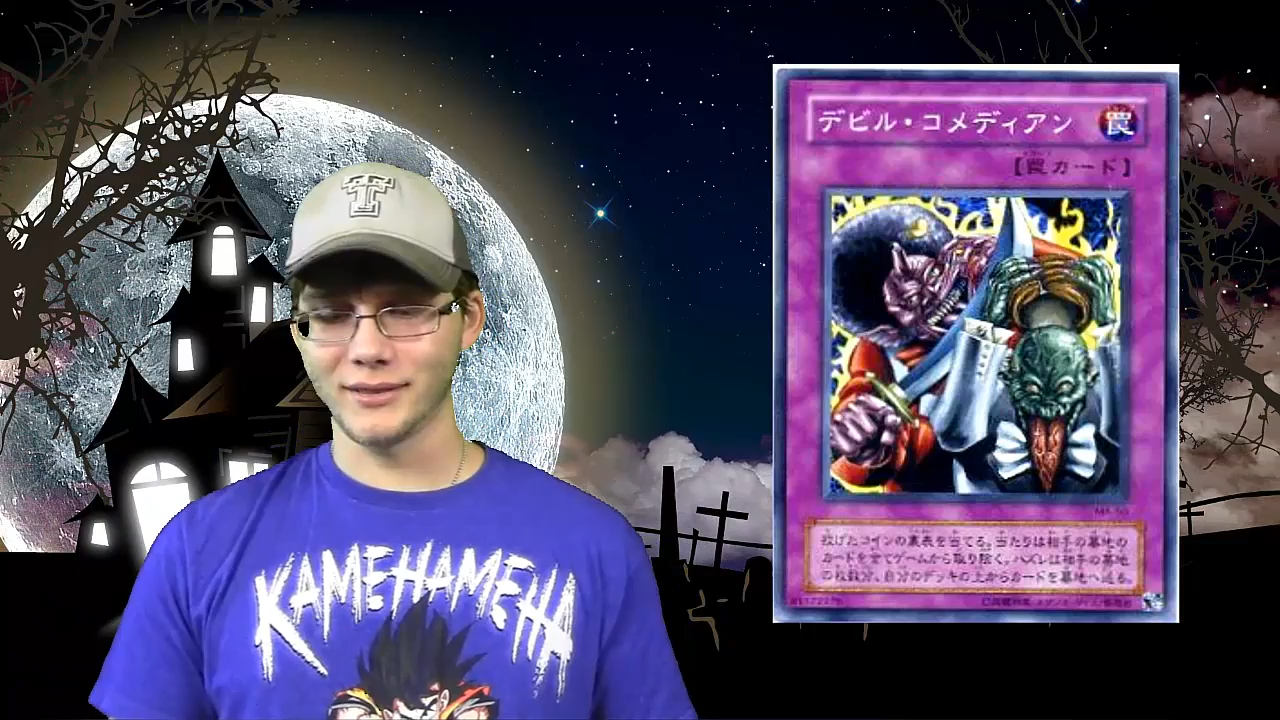 T
KAMEHAMEHA
デビル・コメディアン
罠
【罠カード】
投げたコインの裏表を当てる。当たりは相手の墓地の
カードを全てゲームから取り除く。ハズレは相手の墓地
の枚数分、自分のデッキの上からカードを墓地へ送る。